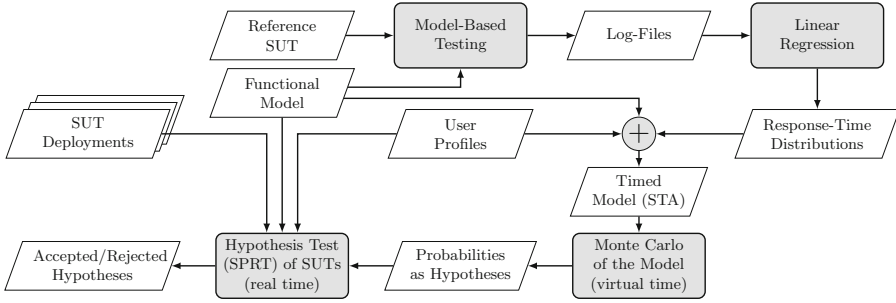 Reference
SUT
Model-Based
Testing
Log-Files
Linear
Regression
Functional
Model
SUT
Deployments
User
Profiles
+
Response-Time
Distributions
Timed
Model (STA)
Accepted/Rejected
Hypotheses
Hypothesis Test
(SPRT) of SUTs
(real time)
Probabilities
as Hypotheses
Monte Carlo
of the Model
(virtual time)